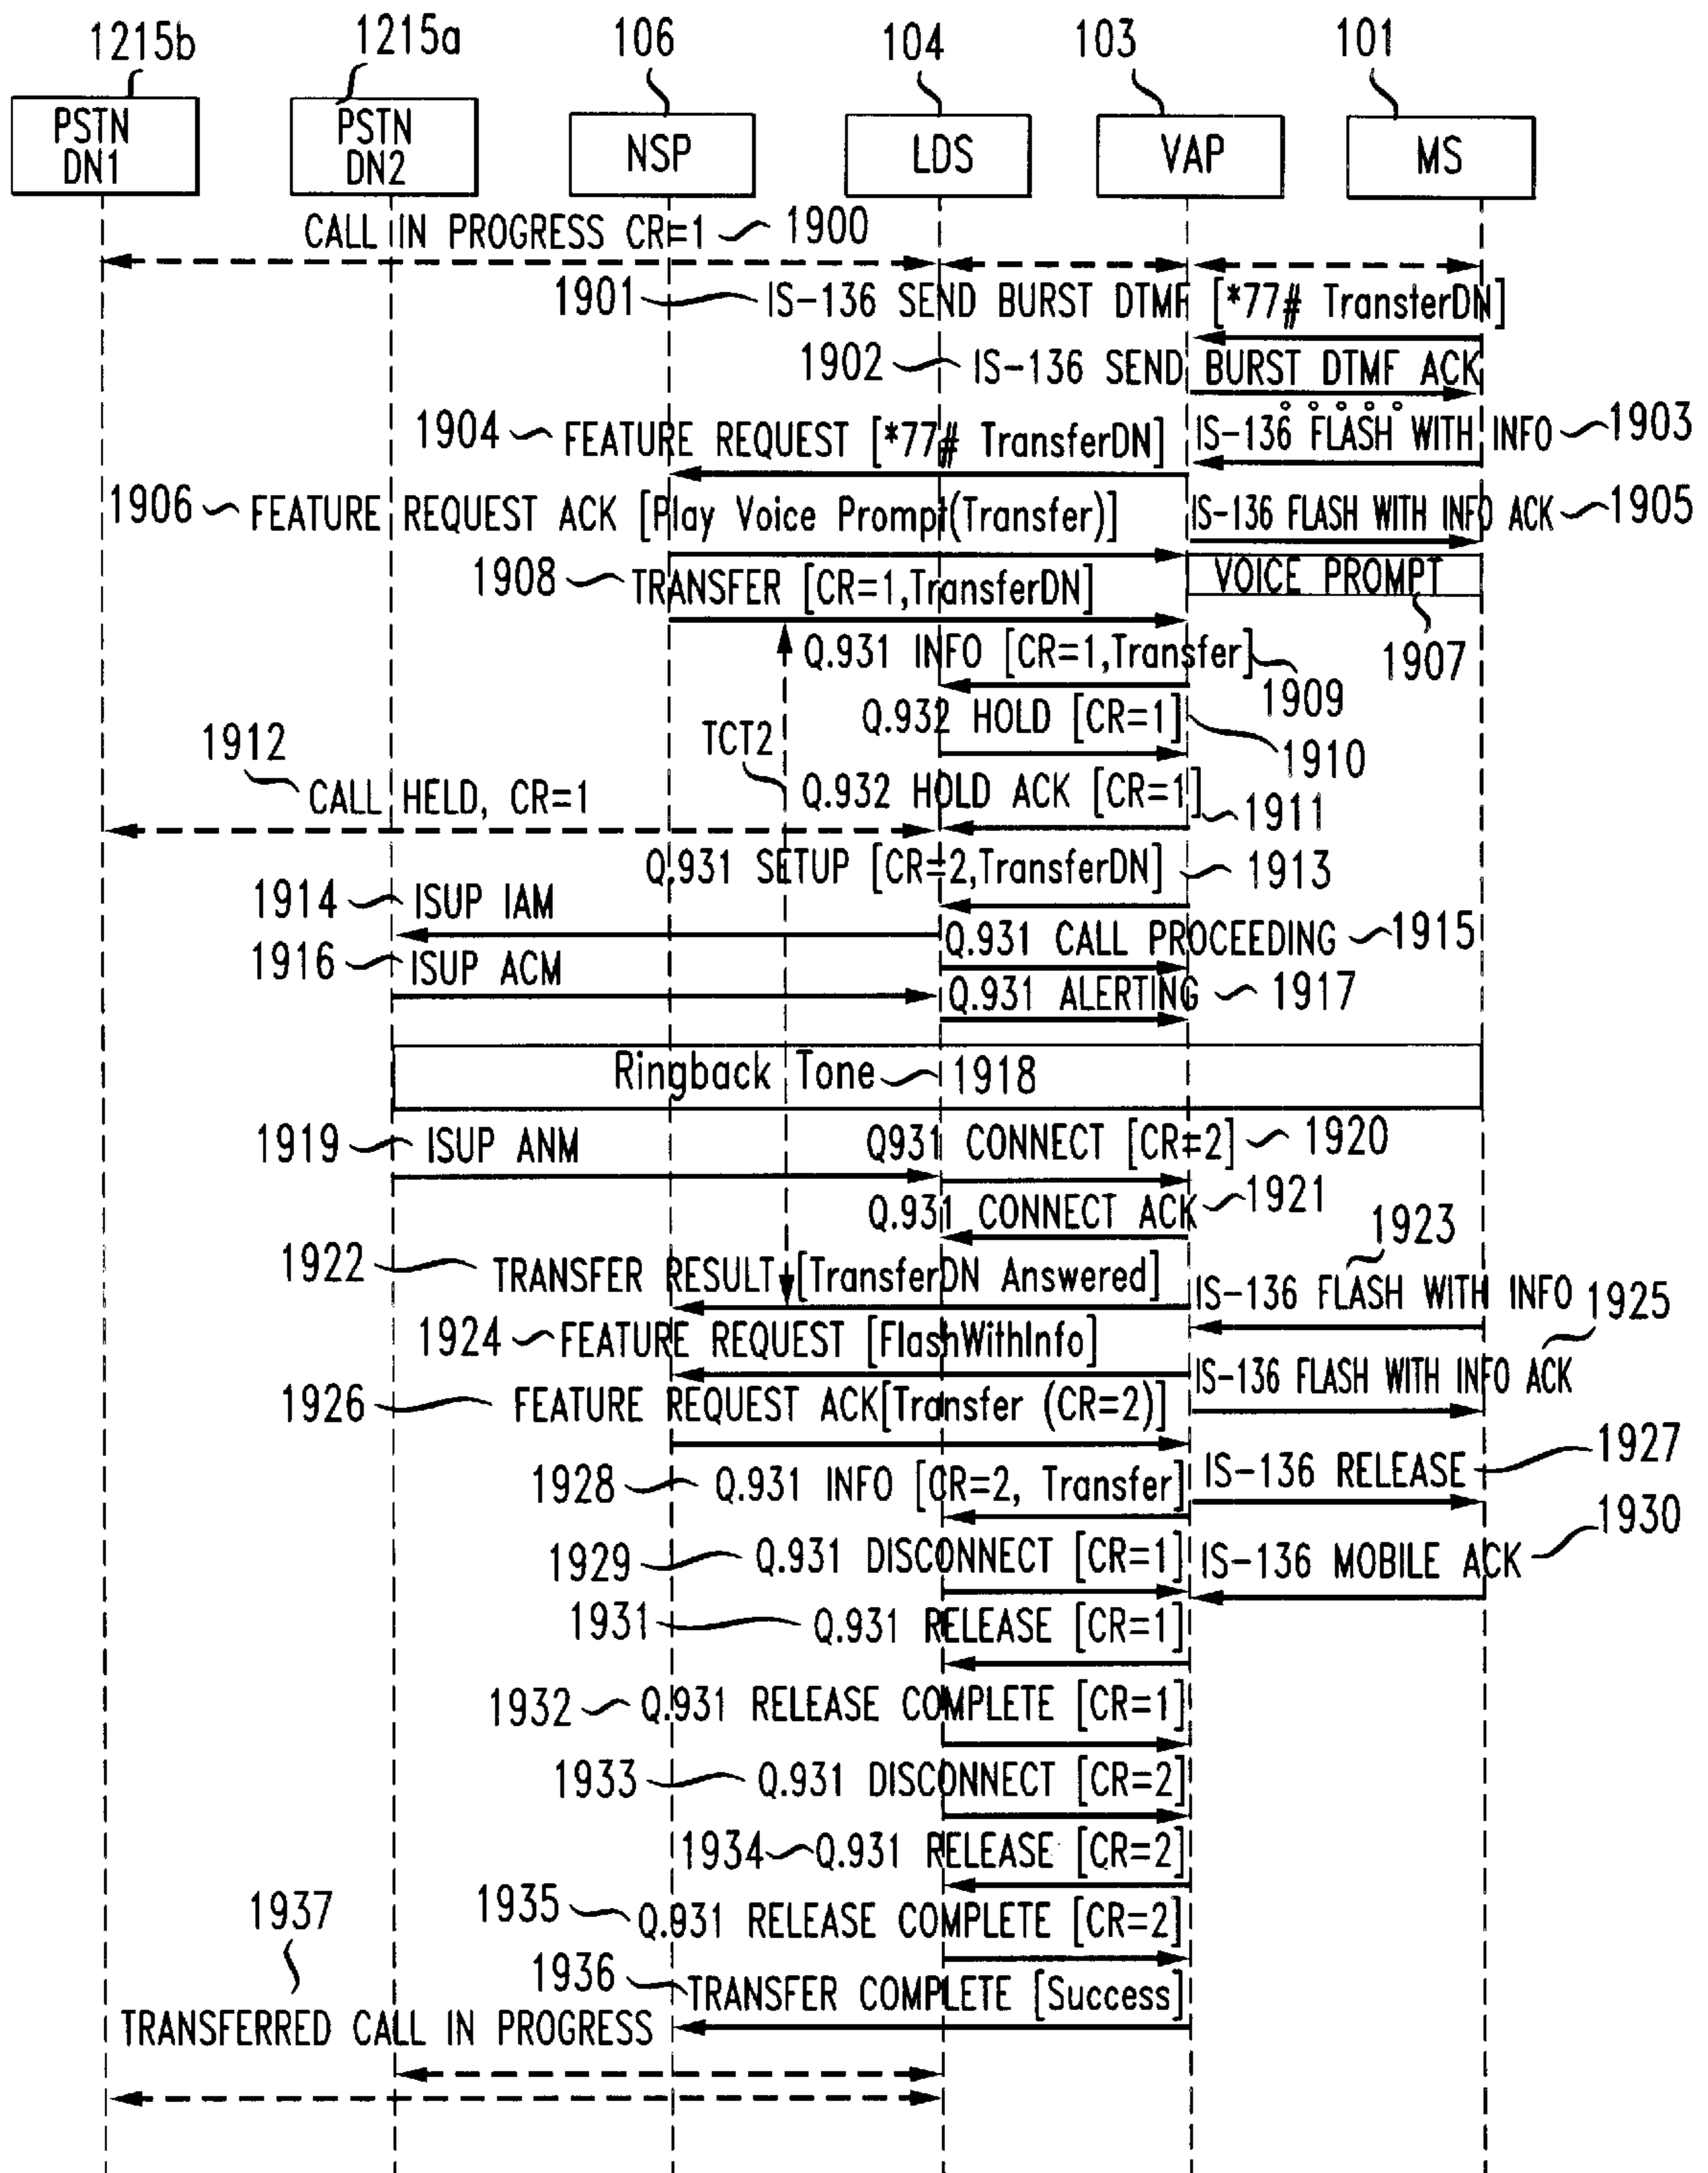 1215b 1215a 106 104 103 101
PSTN DN1
PSTN DN2
NSP
LDS
VAP
MS
CALL IN PROGRESS CR=1 1900
1901 IS-136 SEND BURST DTMF [*77# TransterDN]
1902 IS-136 SEND BURST DTMF ACK
1904 FEATURE REQUEST [*77# TransferDN]
IS-136 FLASH WITH INFO 1903
1906 FEATURE REQUEST ACK [Play Voice Prompt(Transfer)]
IS-136 FLASH WITH INFO ACK 1905
VOICE PROMPT
1907
1908 TRANSFER [CR=1,TransferDN]
Q.931 INFO [CR=1,Transfer] 1909
TCT2
Q.932 HOLD [CR=1] 1910
1912 CALL HELD, CR=1
Q.932 HOLD ACK [CR=1] 1911
Q.931 SETUP [CR=2,TransferDN] 1913
1914 ISUP IAM
Q.931 CALL PROCEEDING 1915
1916 ISUP ACM
Q.931 ALERTING 1917
Ringback Tone 1918
1919 ISUP ANM
Q931 CONNECT [CR=2] 1920
Q.931 CONNECT ACK 1921
1922 TRANSFER RESULT [TransferDN Answered]
1923
IS-136 FLASH WITH INFO
1924 FEATURE REQUEST [FlashWithInfo]
1925
IS-136 FLASH WITH INFO ACK
1926 FEATURE REQUEST ACK[Transfer (CR=2)]
IS-136 RELEASE 1927
1928 Q.931 INFO [CR=2, Transfer]
1929 Q.931 DISCONNECT [CR=1]
IS-136 MOBILE ACK 1930
1931 Q.931 RELEASE [CR=1]
1932 Q.931 RELEASE COMPLETE [CR=1]
1933 Q.931 DISCONNECT [CR=2]
1934 Q.931 RELEASE [CR=2]
1935 Q.931 RELEASE COMPLETE [CR=2]
1936 TRANSFER COMPLETE [Success]
1937
TRANSFERRED CALL IN PROGRESS